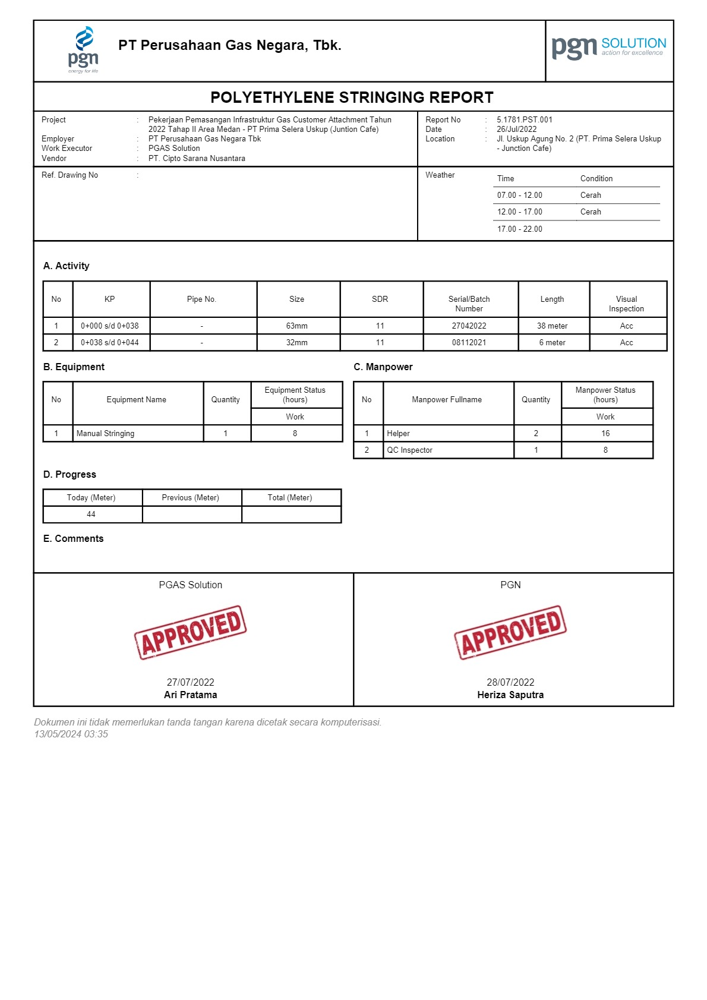 pgn
energy for life
PT Perusahaan Gas Negara, Tbk.
pgn SOLUTION
action for excellence
POLYETHYLENE STRINGING REPORT
Project : Pekerjaan Pemasangan Infrastruktur Gas Customer Attachment Tahun
2022 Tahap II Area Medan - PT Prima Selera Uskup (Juntion Cafe)
Employer : PT Perusahaan Gas Negara Tbk
Work Executor : PGAS Solution
Vendor : PT. Cipto Sarana Nusantara
Report No : 5.1781.PST.001
Date : 26/Jul/2022
Location : Jl. Uskup Agung No. 2 (PT. Prima Selera Uskup
- Junction Cafe)
Ref. Drawing No :
Weather
Time Condition
07.00 - 12.00 Cerah
12.00 - 17.00 Cerah
17.00 - 22.00
A. Activity
No KP Pipe No. Size SDR Serial/Batch Number Length Visual Inspection
1 0+000 s/d 0+038 - 63mm 11 27042022 38 meter Acc
2 0+038 s/d 0+044 - 32mm 11 08112021 6 meter Acc
B. Equipment
No Equipment Name Quantity Equipment Status (hours)
Work
1 Manual Stringing 1 8
C. Manpower
No Manpower Fullname Quantity Manpower Status (hours)
Work
1 Helper 2 16
2 QC Inspector 1 8
D. Progress
Today (Meter) Previous (Meter) Total (Meter)
44
E. Comments
PGAS Solution
APPROVED
27/07/2022
Ari Pratama
PGN
APPROVED
28/07/2022
Heriza Saputra
Dokumen ini tidak memerlukan tanda tangan karena dicetak secara komputerisasi.
13/05/2024 03:35